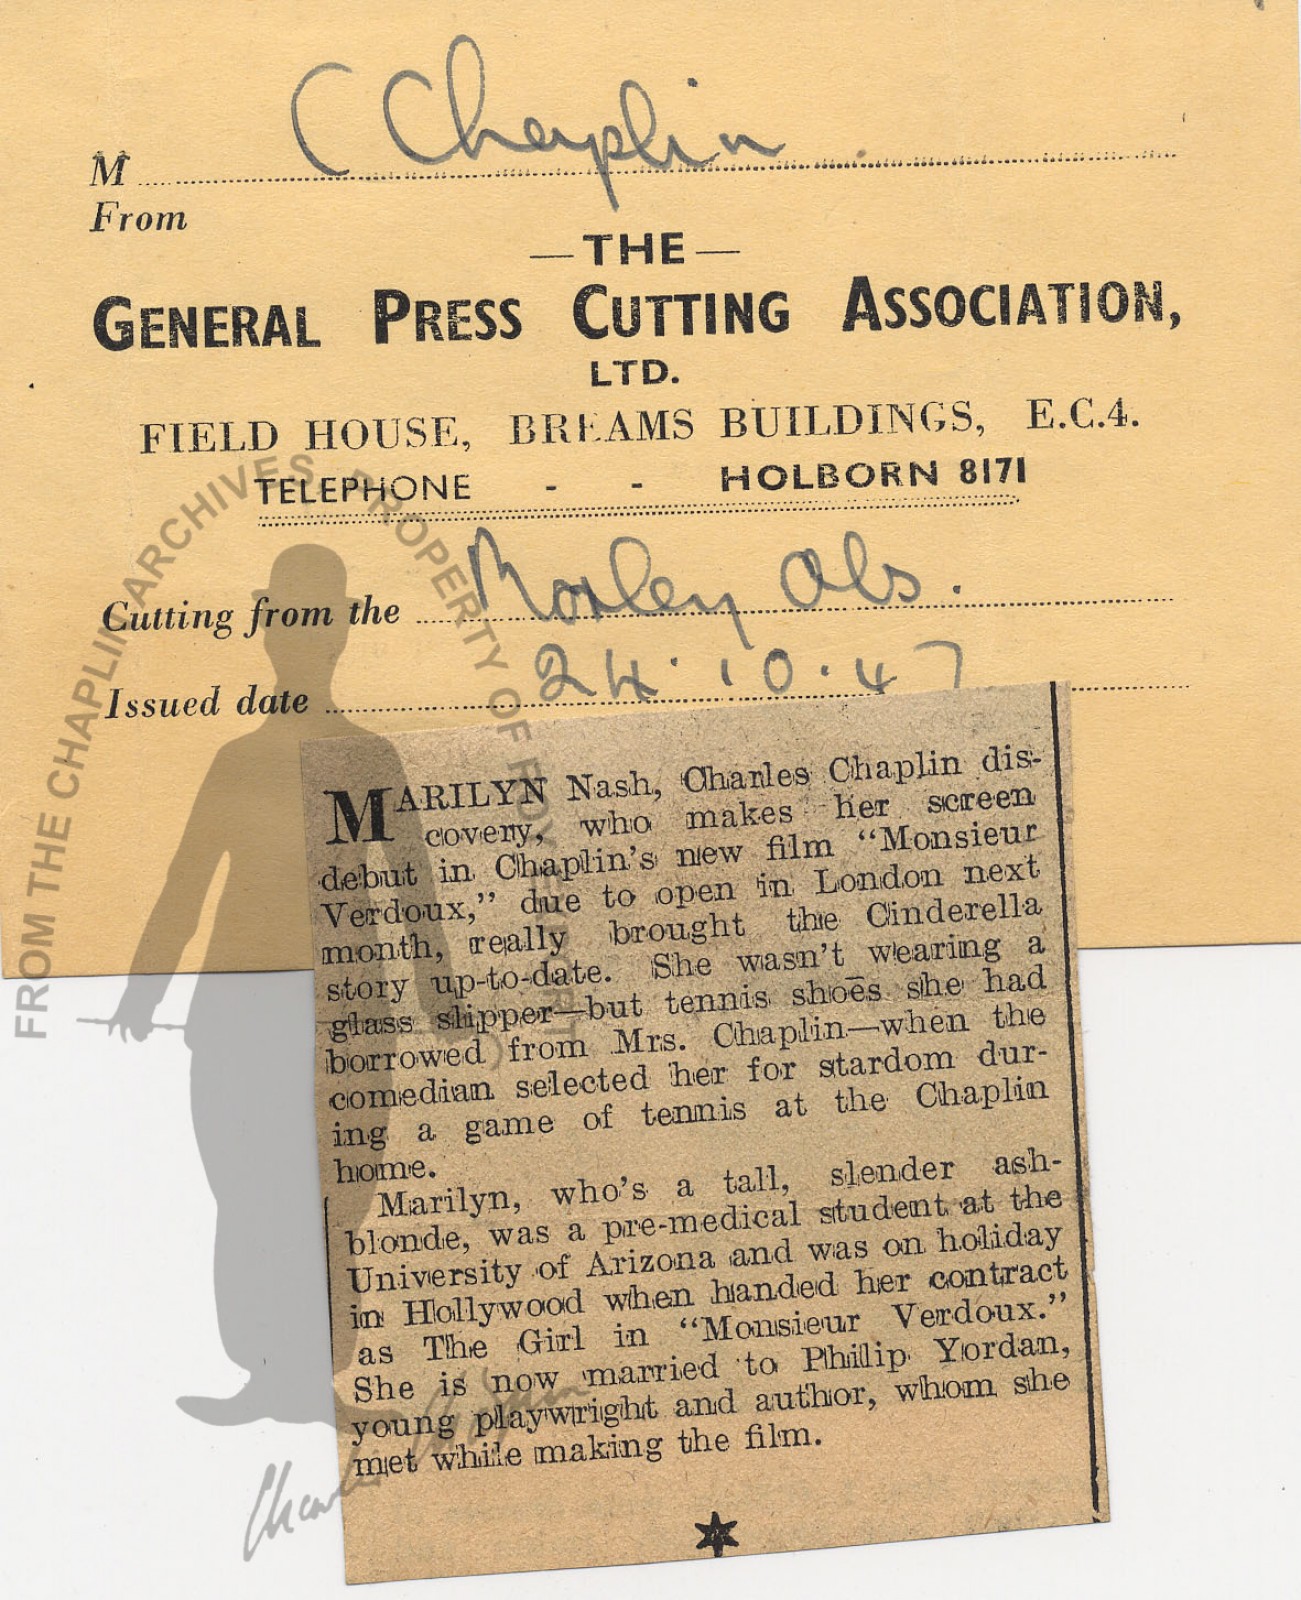 C Chaplin
M
From
— THE —
GENERAL PRESS CUTTING ASSOCIATION,
LTD.
FIELD HOUSE, BREAMS BUILDINGS, E.C.4.
TELEPHONE - - HOLBORN 8171
Cutting from the Morley Obs.
Issued date 24.10.47
MARILYN Nash, Charles Chaplin dis-
covery, who makes her screen
debut in Chaplin's new film "Monsieur
Verdoux," due to open in London next
month, really brought the Cinderella
story up-to-date. She wasn't wearing a
glass slipper—but tennis shoes she had
borrowed from Mrs. Chaplin—when the
comedian selected her for stardom dur-
ing a game of tennis at the Chaplin
home.
Marilyn, who's a tall, slender ash-
blonde, was a pre-medical student at the
University of Arizona and was on holiday
in Hollywood when handed her contract
as The Girl in "Monsieur Verdoux."
She is now married to Philip Yordan,
young playwright and author, whom she
met while making the film.
FROM THE CHAPLIN ARCHIVES, PROPERTY OF ROY
Charles Chaplin